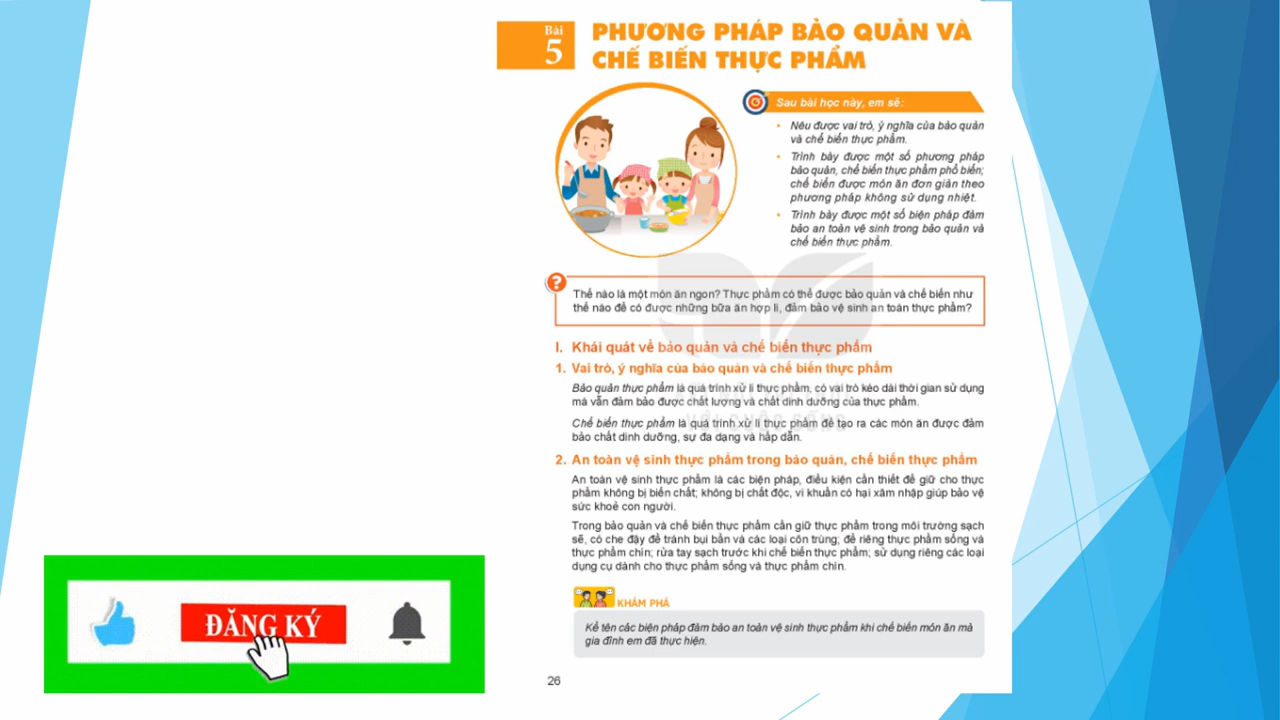 Bài
5
PHƯƠNG PHÁP BẢO QUẢN VÀ
CHẾ BIẾN THỰC PHẨM
Sau bài học này, em sẽ:
• Nêu được vai trò, ý nghĩa của bảo quản
và chế biến thực phẩm.
• Trình bày được một số phương pháp
bảo quản, chế biến thực phẩm phổ biến;
chế biến được món ăn đơn giản theo
phương pháp không sử dụng nhiệt.
• Trình bày được một số biện pháp đảm
bảo an toàn vệ sinh trong bảo quản và
chế biến thực phẩm.
?
Thế nào là một món ăn ngon? Thực phẩm có thể được bảo quản và chế biến như
thế nào để có được những bữa ăn hợp lí, đảm bảo vệ sinh an toàn thực phẩm?
I. Khái quát về bảo quản và chế biến thực phẩm
1. Vai trò, ý nghĩa của bảo quản và chế biến thực phẩm
Bảo quản thực phẩm là quá trình xử lí thực phẩm, có vai trò kéo dài thời gian sử dụng
mà vẫn đảm bảo được chất lượng và chất dinh dưỡng của thực phẩm.
VỚI CUỘC SỐNG
Chế biến thực phẩm là quá trình xử lí thực phẩm để tạo ra các món ăn được đảm
bảo chất dinh dưỡng, sự đa dạng và hấp dẫn.
2. An toàn vệ sinh thực phẩm trong bảo quản, chế biến thực phẩm
An toàn vệ sinh thực phẩm là các biện pháp, điều kiện cần thiết để giữ cho thực
phẩm không bị biến chất; không bị chất độc, vi khuẩn có hại xâm nhập giúp bảo vệ
sức khoẻ con người.
Trong bảo quản và chế biến thực phẩm cần giữ thực phẩm trong môi trường sạch
sẽ, có che đậy để tránh bụi bẩn và các loại côn trùng; để riêng thực phẩm sống và
thực phẩm chín; rửa tay sạch trước khi chế biến thực phẩm; sử dụng riêng các loại
dụng cụ dành cho thực phẩm sống và thực phẩm chín.
KHÁM PHÁ
Kể tên các biện pháp đảm bảo an toàn vệ sinh thực phẩm khi chế biến món ăn mà
gia đình em đã thực hiện.
26
ĐĂNG KÝ